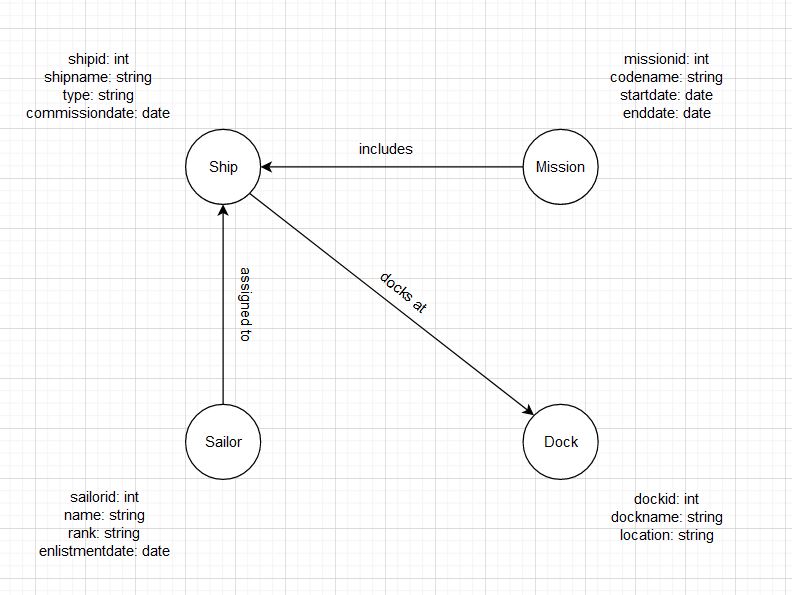 shipid: int
shipname: string
type: string
commissiondate: date
missionid: int
codename: string
startdate: date
enddate: date
Ship
includes
Mission
assigned to
docks at
Sailor
Dock
sailorid: int
name: string
rank: string
enlistmentdate: date
dockid: int
dockname: string
location: string